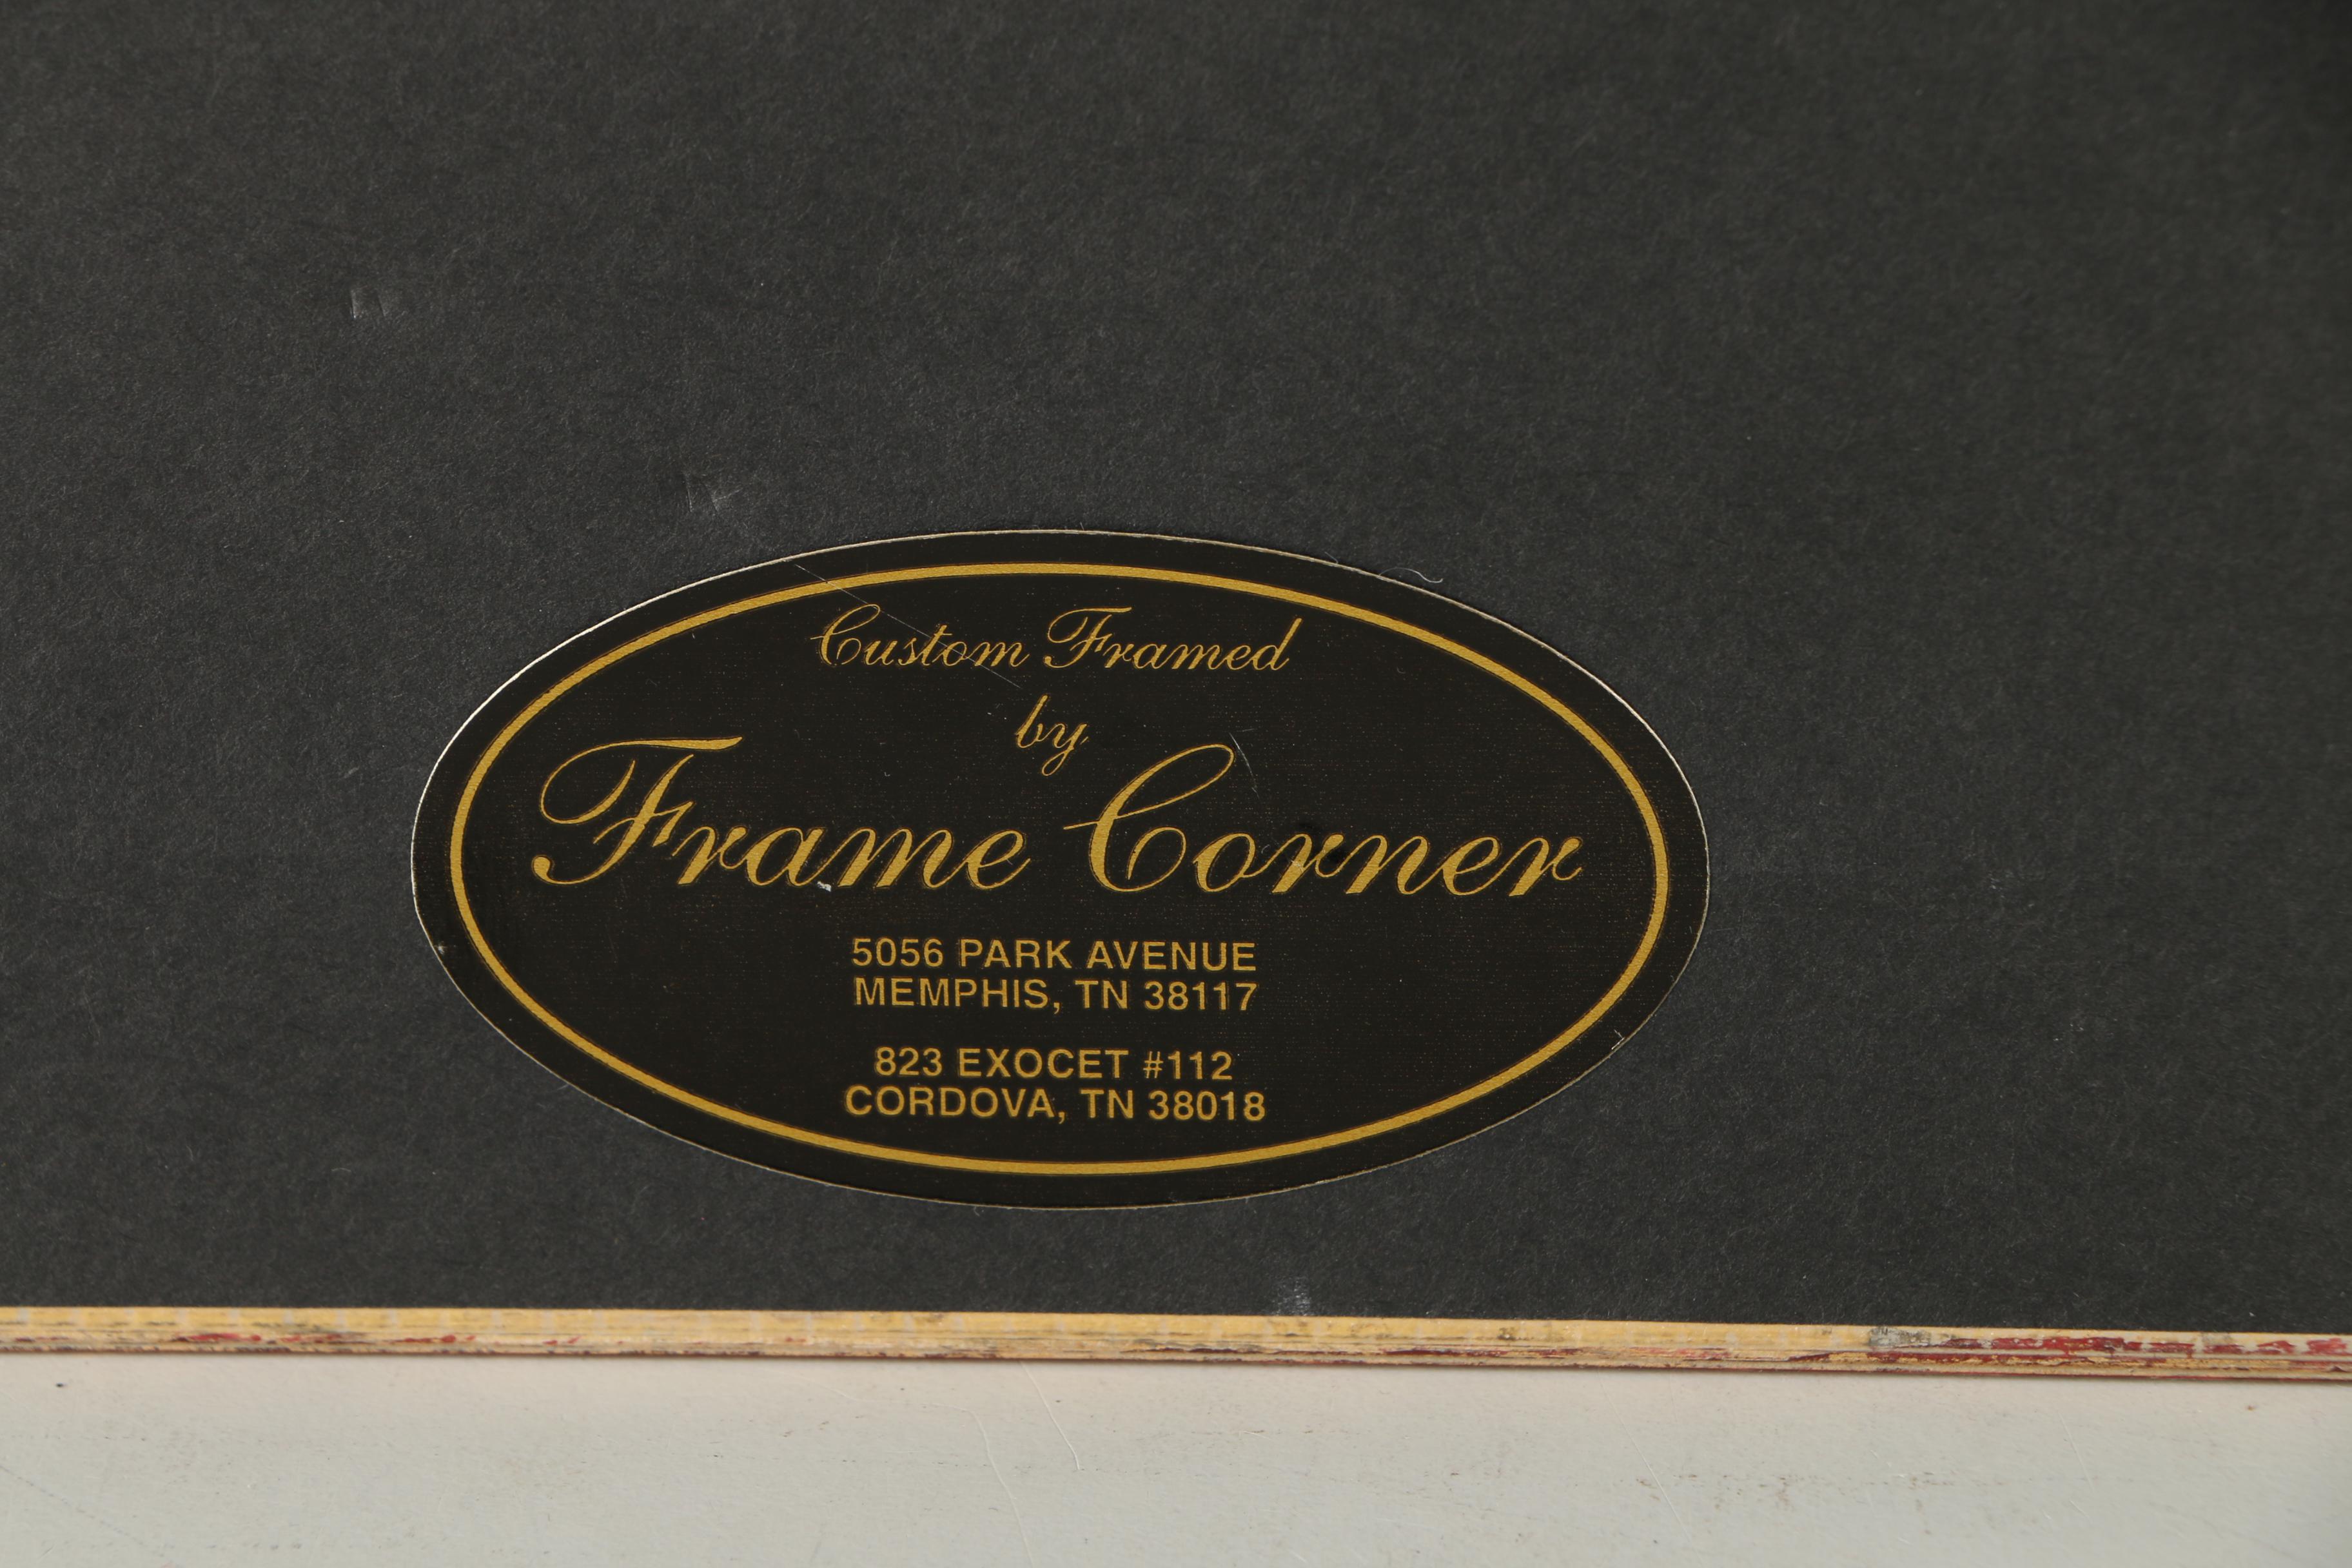 Custom Framed
by
Frame Corner
5056 PARK AVENUE
MEMPHIS, TN 38117
823 EXOCET #112
CORDOVA, TN 38018